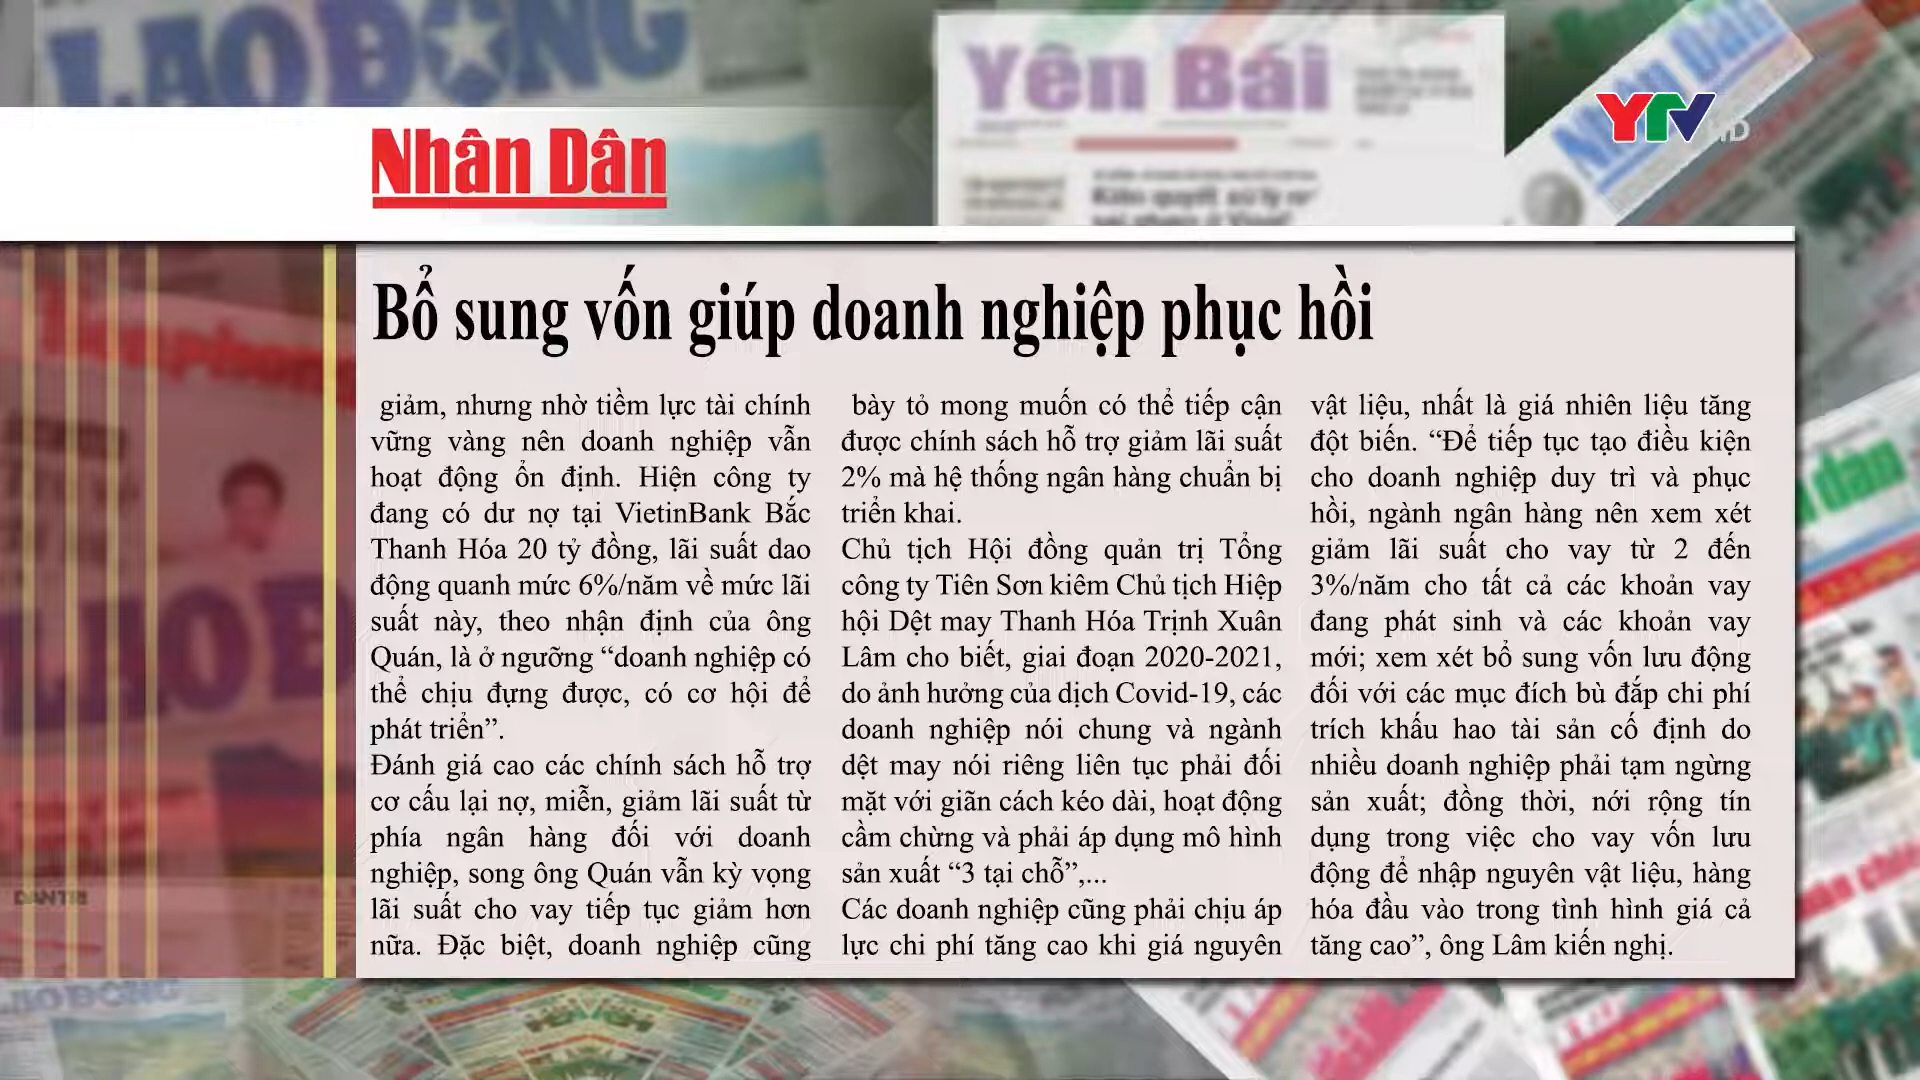 LAO ĐỘNG
Yên Bái
Nhân Dân
YTV HD
Nhân Dân
Bổ sung vốn giúp doanh nghiệp phục hồi
giảm, nhưng nhờ tiềm lực tài chính
vững vàng nên doanh nghiệp vẫn
hoạt động ổn định. Hiện công ty
đang có dư nợ tại VietinBank Bắc
Thanh Hóa 20 tỷ đồng, lãi suất dao
động quanh mức 6%/năm về mức lãi
suất này, theo nhận định của ông
Quán, là ở ngưỡng “doanh nghiệp có
thể chịu đựng được, có cơ hội để
phát triển”.
Đánh giá cao các chính sách hỗ trợ
cơ cấu lại nợ, miễn, giảm lãi suất từ
phía ngân hàng đối với doanh
nghiệp, song ông Quán vẫn kỳ vọng
lãi suất cho vay tiếp tục giảm hơn
nữa. Đặc biệt, doanh nghiệp cũng
bày tỏ mong muốn có thể tiếp cận
được chính sách hỗ trợ giảm lãi suất
2% mà hệ thống ngân hàng chuẩn bị
triển khai.
Chủ tịch Hội đồng quản trị Tổng
công ty Tiên Sơn kiêm Chủ tịch Hiệp
hội Dệt may Thanh Hóa Trịnh Xuân
Lâm cho biết, giai đoạn 2020-2021,
do ảnh hưởng của dịch Covid-19, các
doanh nghiệp nói chung và ngành
dệt may nói riêng liên tục phải đối
mặt với giãn cách kéo dài, hoạt động
cầm chừng và phải áp dụng mô hình
sản xuất “3 tại chỗ”,...
Các doanh nghiệp cũng phải chịu áp
lực chi phí tăng cao khi giá nguyên
vật liệu, nhất là giá nhiên liệu tăng
đột biến. “Để tiếp tục tạo điều kiện
cho doanh nghiệp duy trì và phục
hồi, ngành ngân hàng nên xem xét
giảm lãi suất cho vay từ 2 đến
3%/năm cho tất cả các khoản vay
đang phát sinh và các khoản vay
mới; xem xét bổ sung vốn lưu động
đối với các mục đích bù đắp chi phí
trích khấu hao tài sản cố định do
nhiều doanh nghiệp phải tạm ngừng
sản xuất; đồng thời, nới rộng tín
dụng trong việc cho vay vốn lưu
động để nhập nguyên vật liệu, hàng
hóa đầu vào trong tình hình giá cả
tăng cao”, ông Lâm kiến nghị.
LAO Đ
DANTRI
LAO ĐỘNG